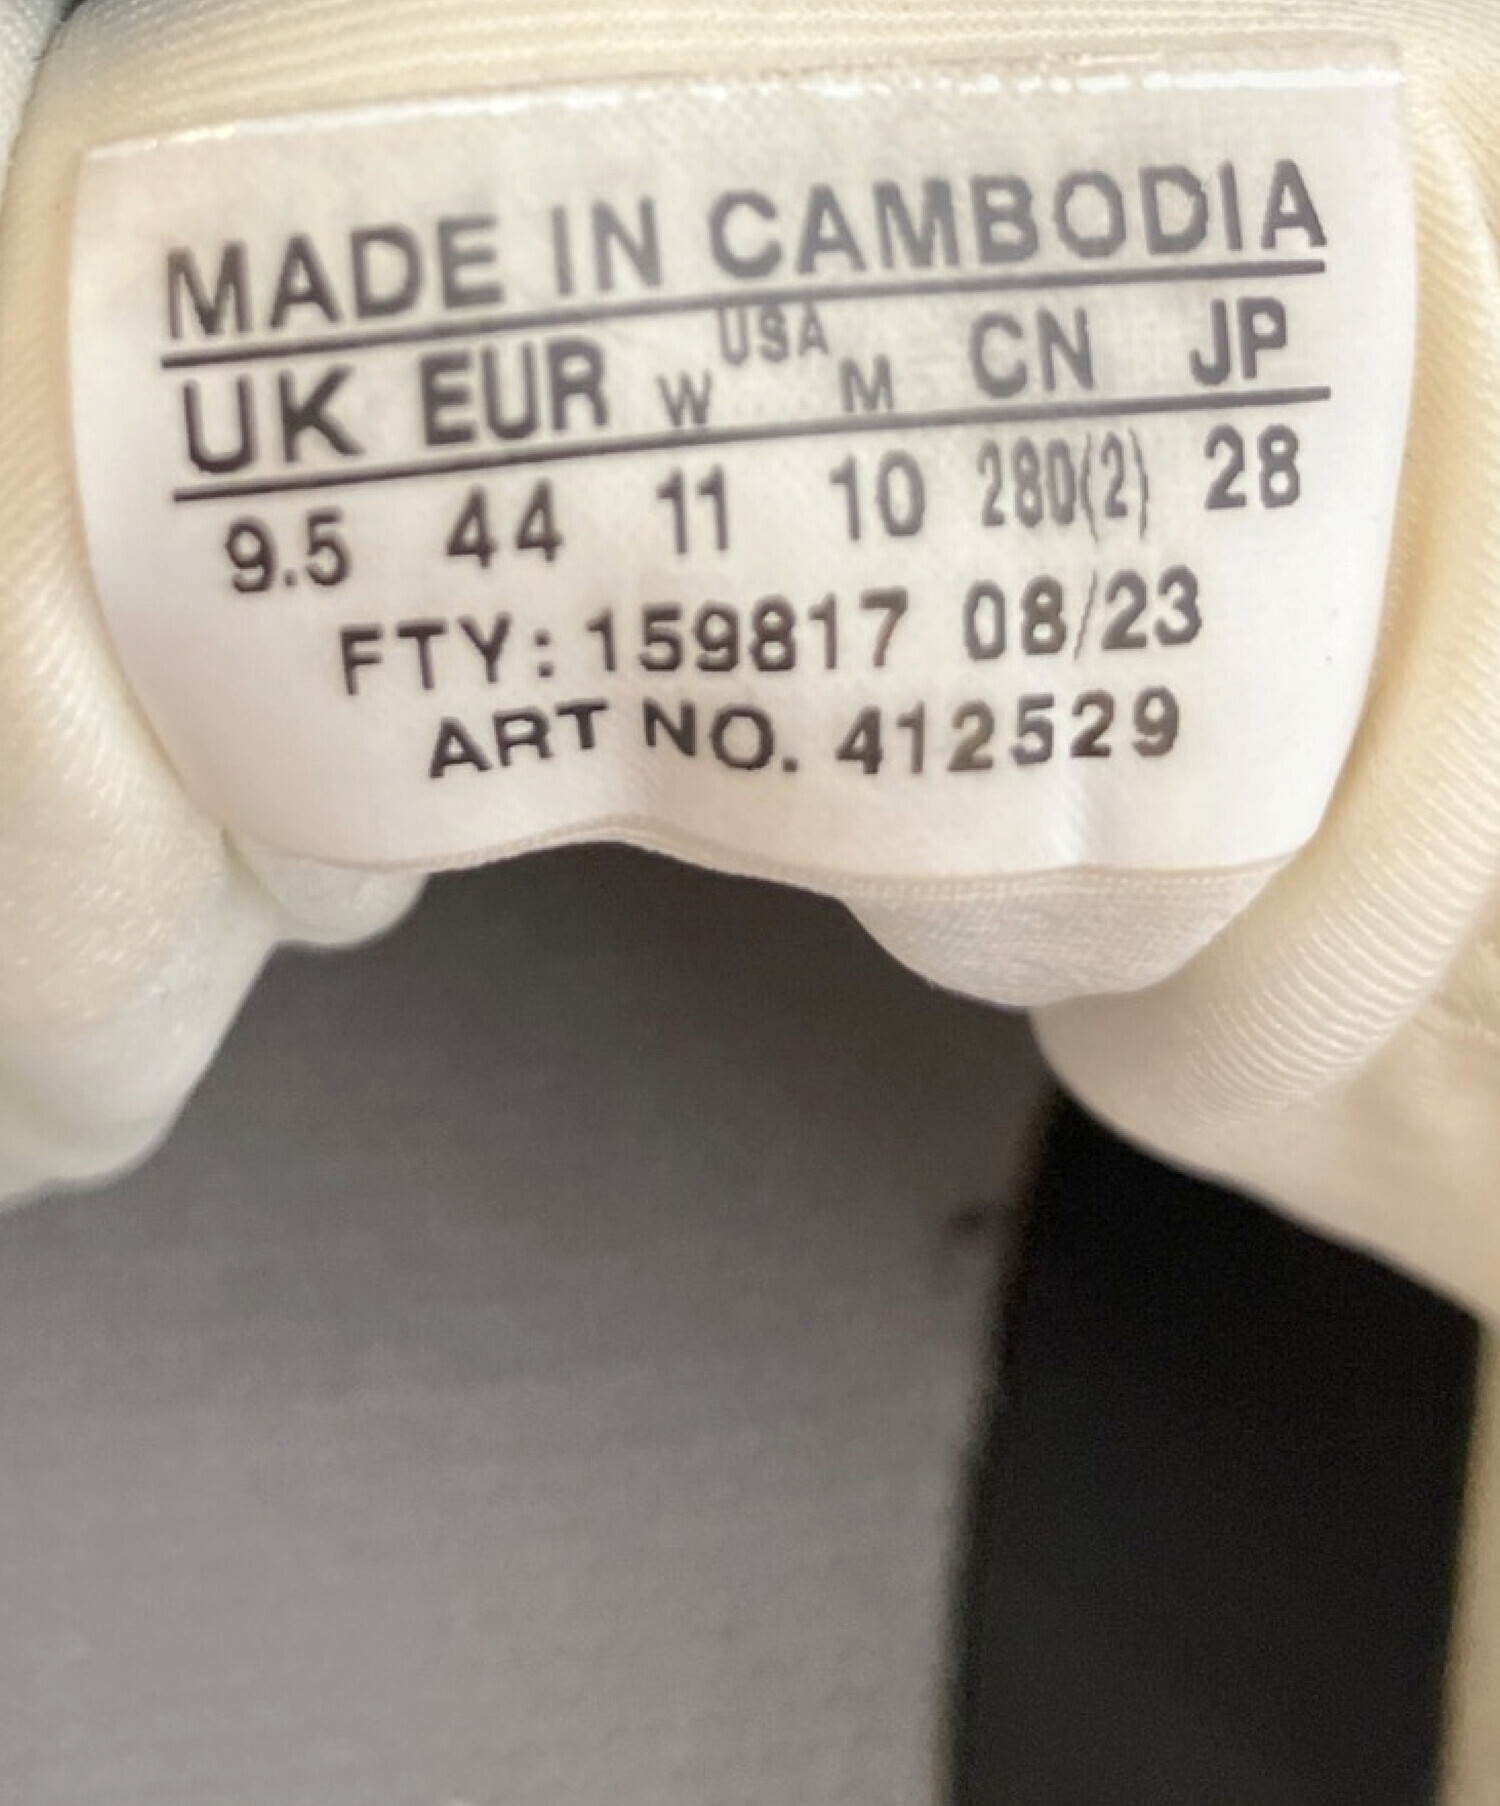 MADE IN CAMBODIA
UK EUR W USA M CN JP
9.5 44 11 10 280(2) 28
FTY: 159817 08/23
ART NO. 412529